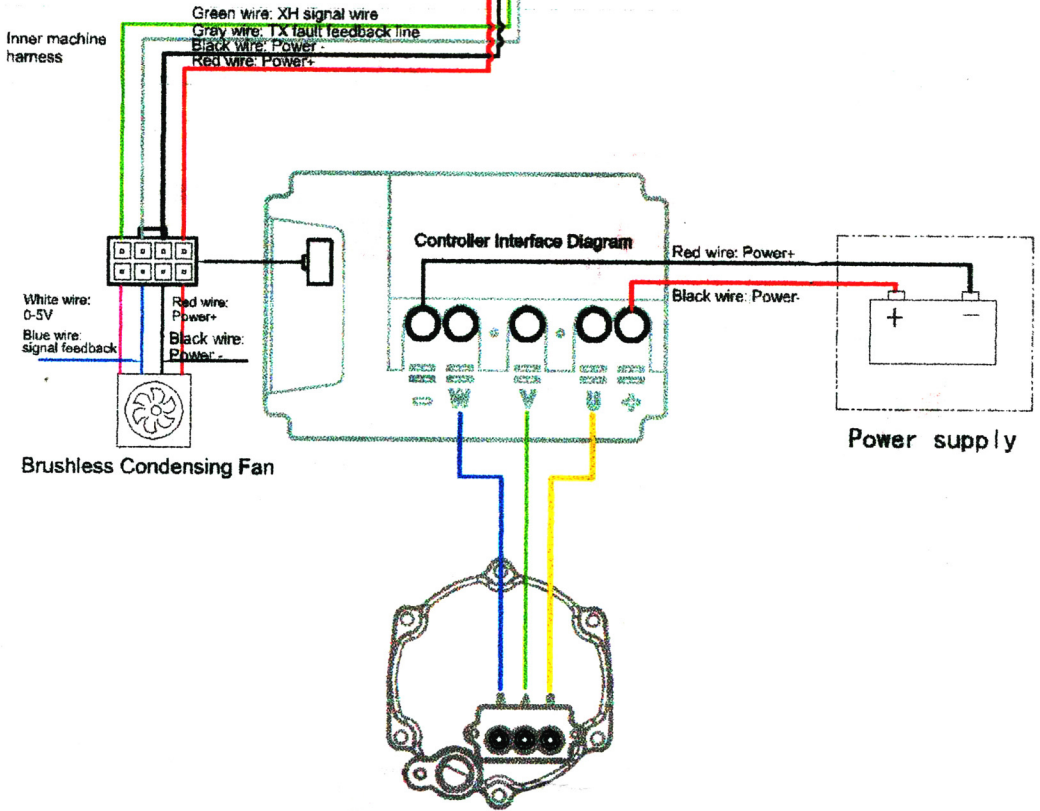 Green wire: XH signal wire
Gray wire: TX fault feedback line
Black wire: Power -
Red wire: Power+
Inner machine
harness
Controller Interface Diagram
Red wire: Power+
Black wire: Power-
+ −
White wire:
0-5V
Blue wire:
signal feedback
Red wire:
Power+
Black wire:
Power -
− W V U +
Power supply
Brushless Condensing Fan